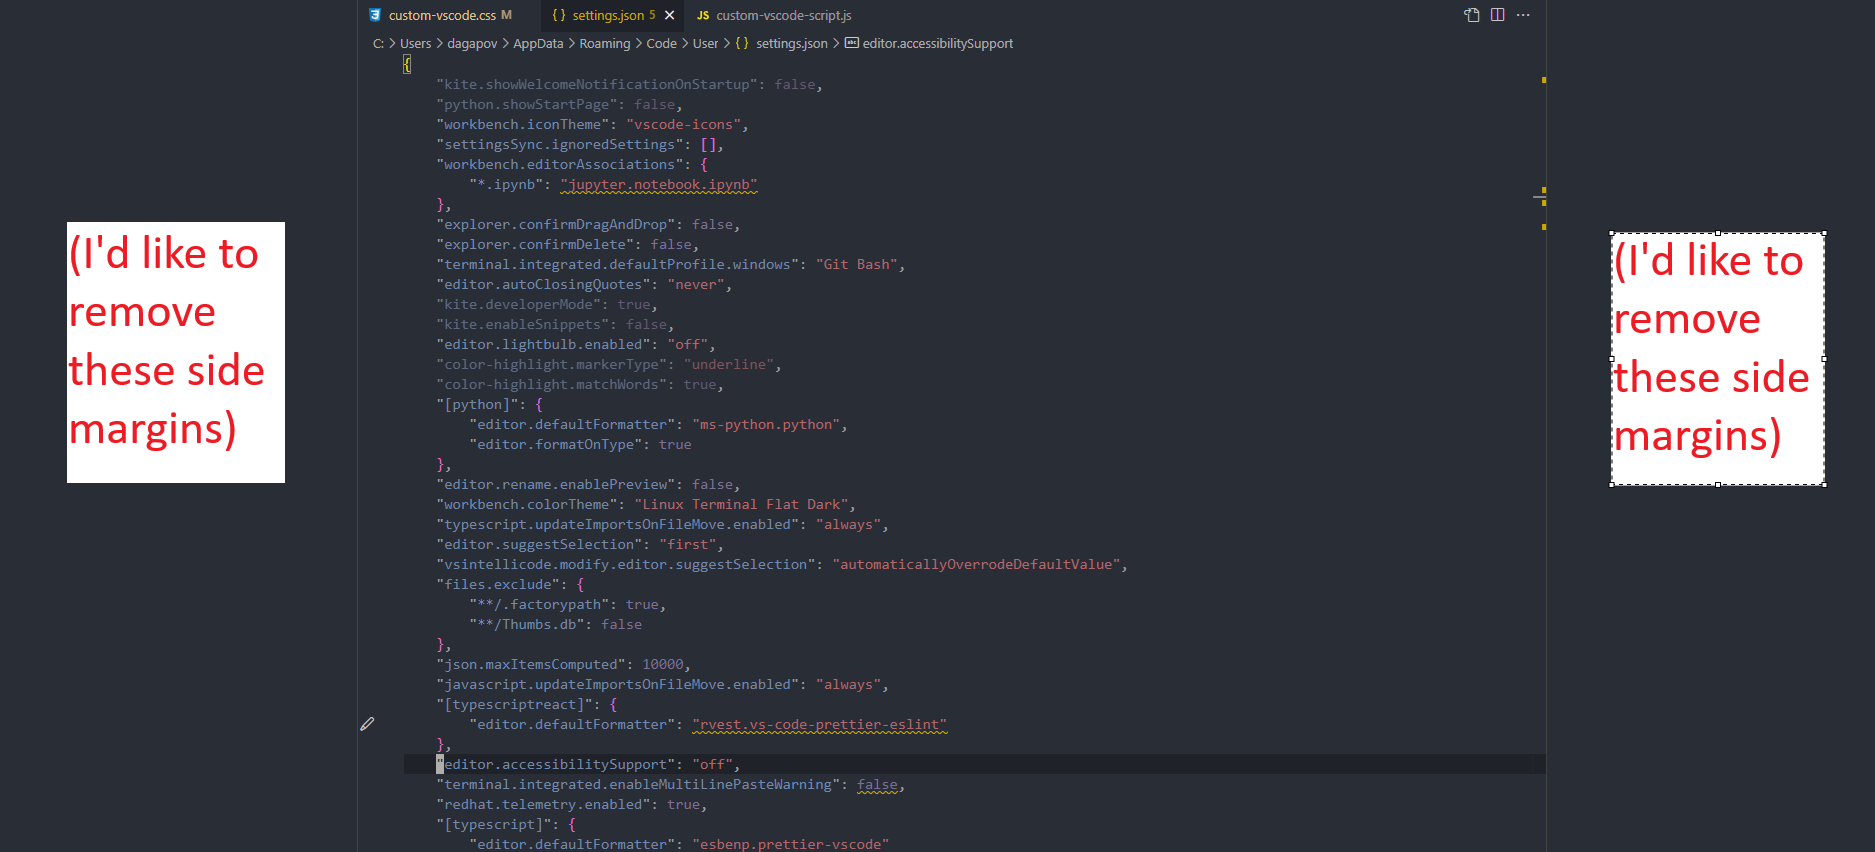 custom-vscode.css M {} settings.json 5 JS custom-vscode-script.js
C: > Users > dagapov > AppData > Roaming > Code > User > {} settings.json > editor.accessibilitySupport
{
"kite.showWelcomeNotificationOnStartup": false,
"python.showStartPage": false,
"workbench.iconTheme": "vscode-icons",
"settingsSync.ignoredSettings": [],
"workbench.editorAssociations": {
"*.ipynb": "jupyter.notebook.ipynb"
},
"explorer.confirmDragAndDrop": false,
"explorer.confirmDelete": false,
"terminal.integrated.defaultProfile.windows": "Git Bash",
"editor.autoClosingQuotes": "never",
"kite.developerMode": true,
"kite.enableSnippets": false,
"editor.lightbulb.enabled": "off",
"color-highlight.markerType": "underline",
"color-highlight.matchWords": true,
"[python]": {
"editor.defaultFormatter": "ms-python.python",
"editor.formatOnType": true
},
"editor.rename.enablePreview": false,
"workbench.colorTheme": "Linux Terminal Flat Dark",
"typescript.updateImportsOnFileMove.enabled": "always",
"editor.suggestSelection": "first",
"vsintellicode.modify.editor.suggestSelection": "automaticallyOverrodeDefaultValue",
"files.exclude": {
"**/.factorypath": true,
"**/Thumbs.db": false
},
"json.maxItemsComputed": 10000,
"javascript.updateImportsOnFileMove.enabled": "always",
"[typescriptreact]": {
"editor.defaultFormatter": "rvest.vs-code-prettier-eslint"
},
"editor.accessibilitySupport": "off",
"terminal.integrated.enableMultiLinePasteWarning": false,
"redhat.telemetry.enabled": true,
"[typescript]": {
"editor.defaultFormatter": "esbenp.prettier-vscode"
(I'd like to
remove
these side
margins)
(I'd like to
remove
these side
margins)